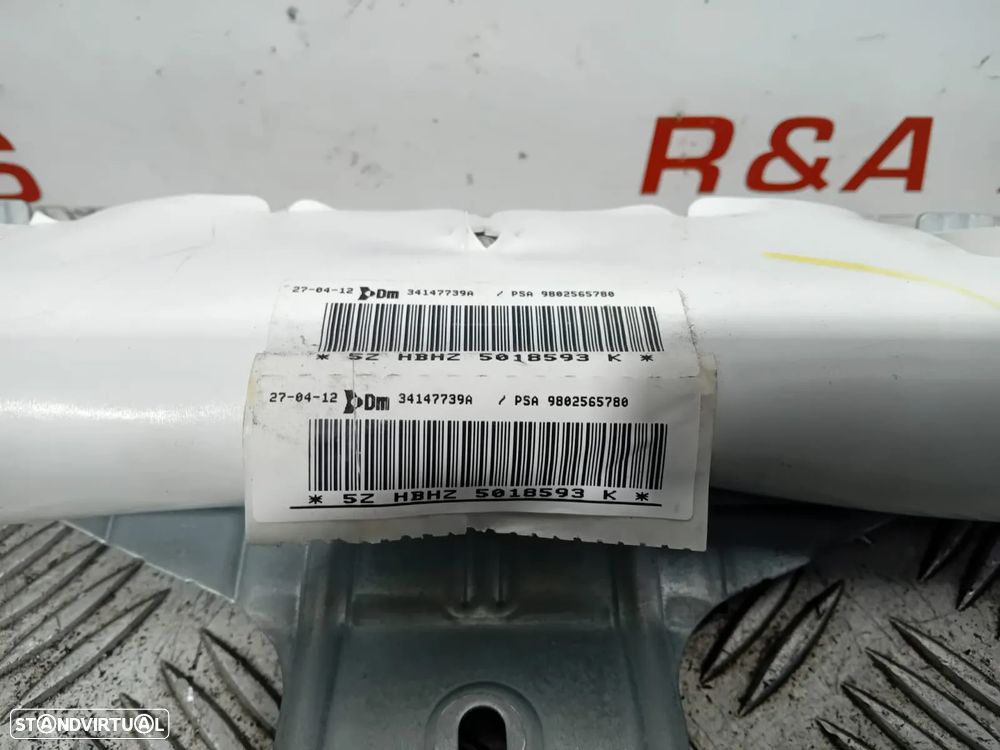 R&A
27-04-12 Dm 34147739A / PSA 9802565780
* 5Z HBHZ 5018593 K *
27-04-12 Dm 34147739A / PSA 9802565780
* 5Z HBHZ 5018593 K *
STANDVIRTUAL